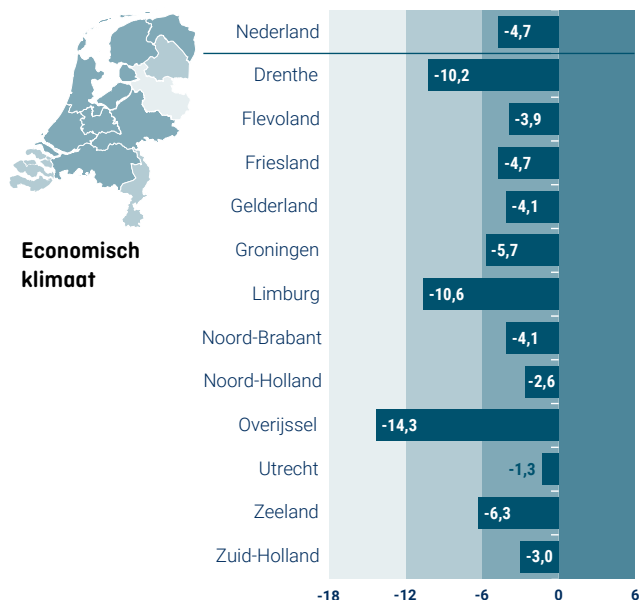 Nederland -4,7
Drenthe -10,2
Flevoland -3,9
Friesland -4,7
Gelderland -4,1
Economisch
klimaat
Groningen -5,7
Limburg -10,6
Noord-Brabant -4,1
Noord-Holland -2,6
Overijssel -14,3
Utrecht -1,3
Zeeland -6,3
Zuid-Holland -3,0
-18 -12 -6 0 6